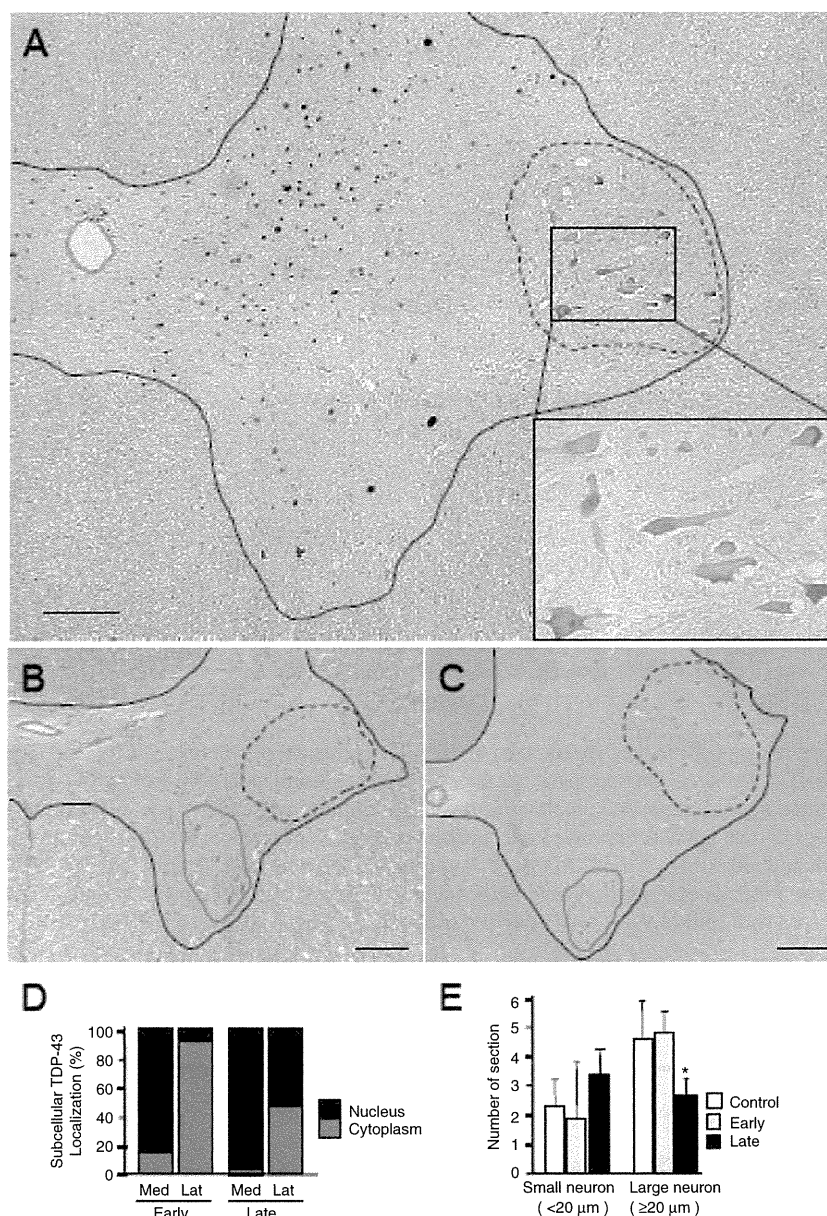 A
B
C
D
Subcellular TDP-43
Localization (%)
100
80
60
40
20
0
Med Lat Med Lat
Early Late
Nucleus
Cytoplasm
E
Number of section
6
5
4
3
2
1
0
*
Small neuron Large neuron
( <20 μm ) ( ≥20 μm )
Control
Early
Late